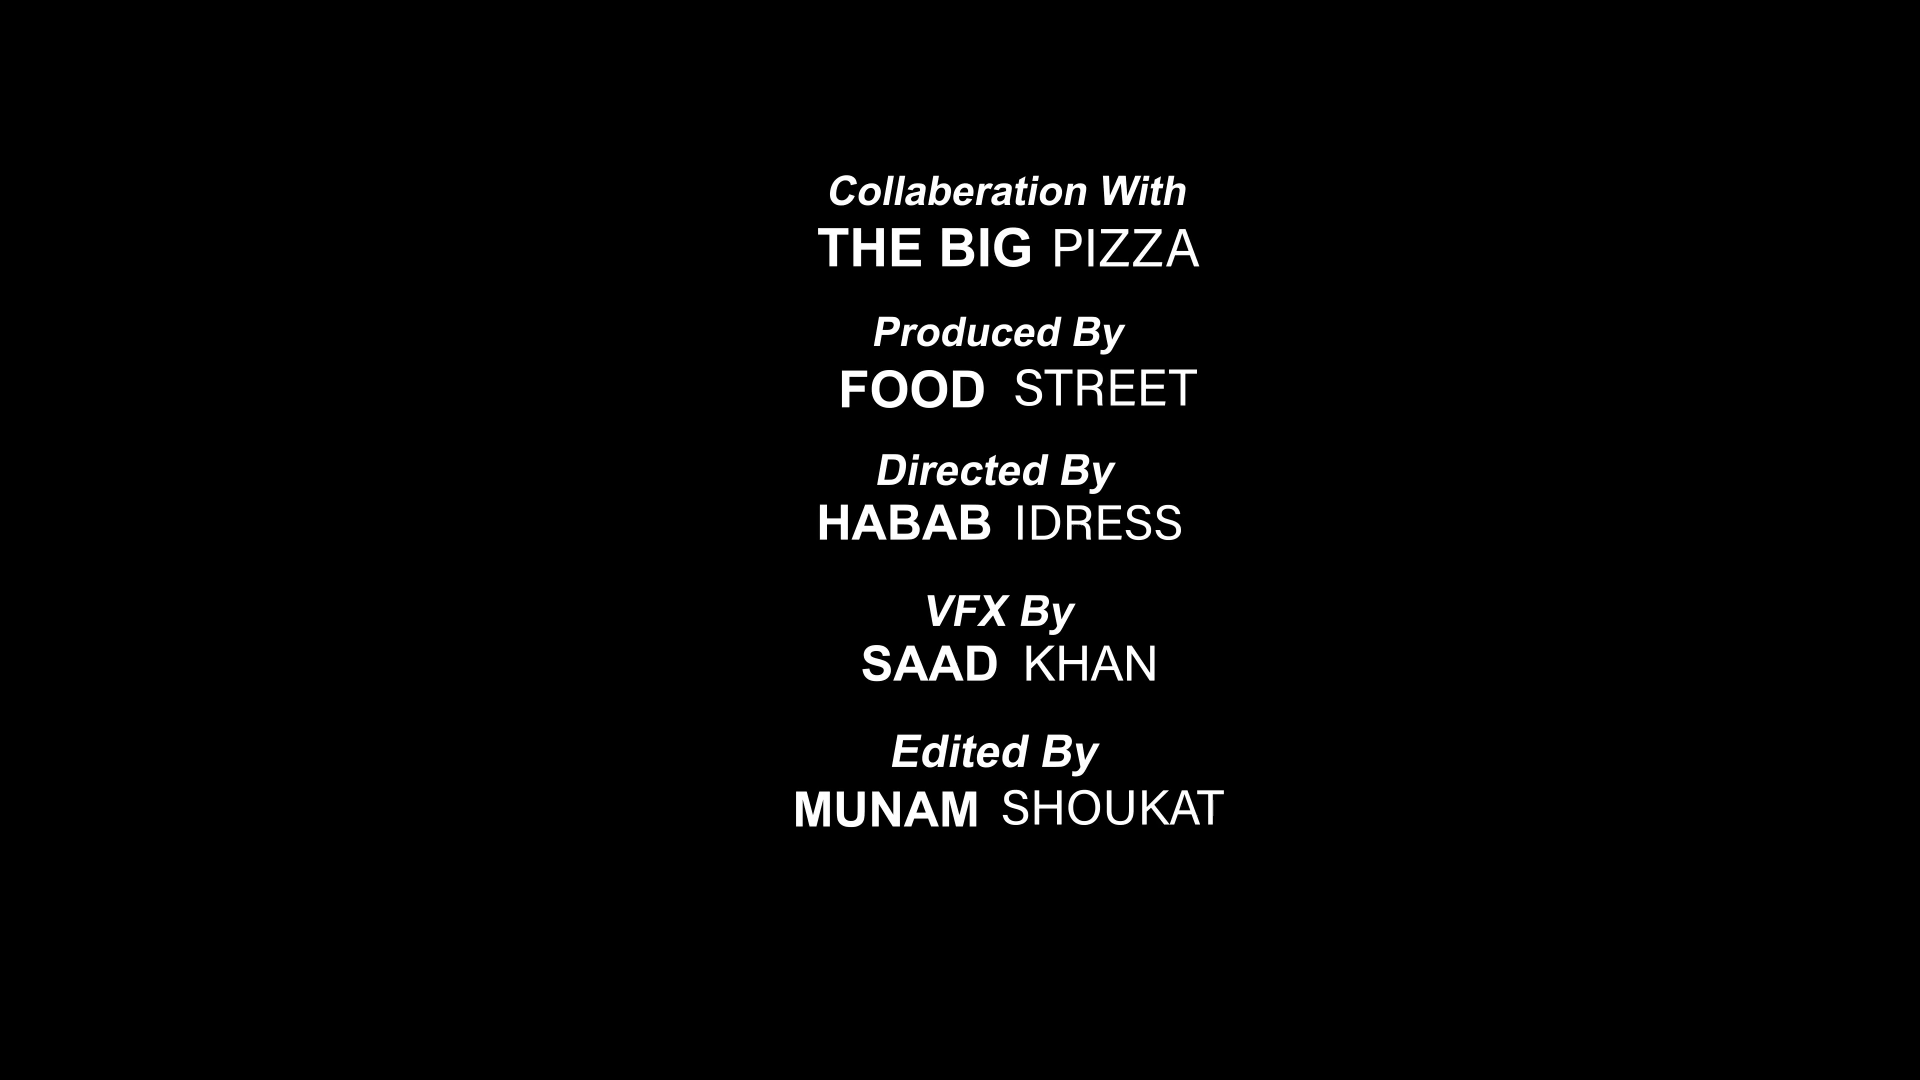 Collaberation With
THE BIG PIZZA
Produced By
FOOD STREET
Directed By
HABAB IDRESS
VFX By
SAAD KHAN
Edited By
MUNAM SHOUKAT